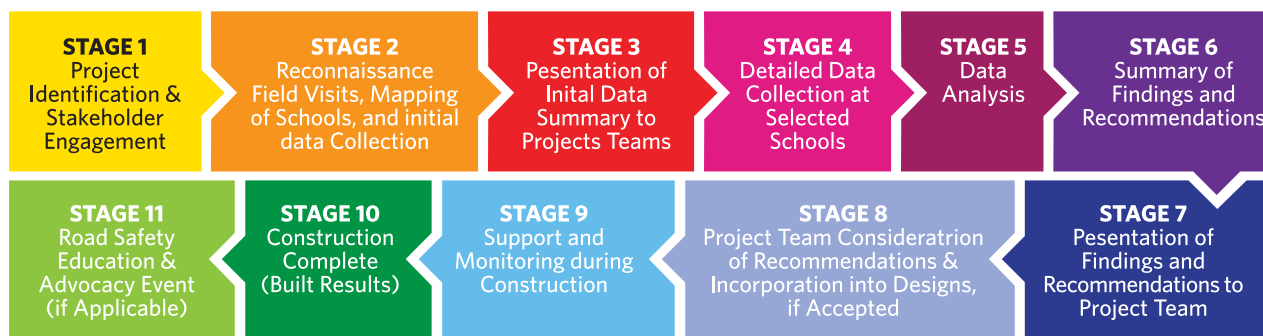 STAGE 1
Project
Identification &
Stakeholder
Engagement
STAGE 2
Reconnaissance
Field Visits, Mapping
of Schools, and initial
data Collection
STAGE 3
Pesentation of
Inital Data
Summary to
Projects Teams
STAGE 4
Detailed Data
Collection at
Selected
Schools
STAGE 5
Data
Analysis
STAGE 6
Summary of
Findings and
Recommendations
STAGE 7
Pesentation of
Findings and
Recommendations to
Project Team
STAGE 8
Project Team Consideratrion
of Recommendations &
Incorporation into Designs,
if Accepted
STAGE 9
Support and
Monitoring during
Construction
STAGE 10
Construction
Complete
(Built Results)
STAGE 11
Road Safety
Education &
Advocacy Event
(if Applicable)